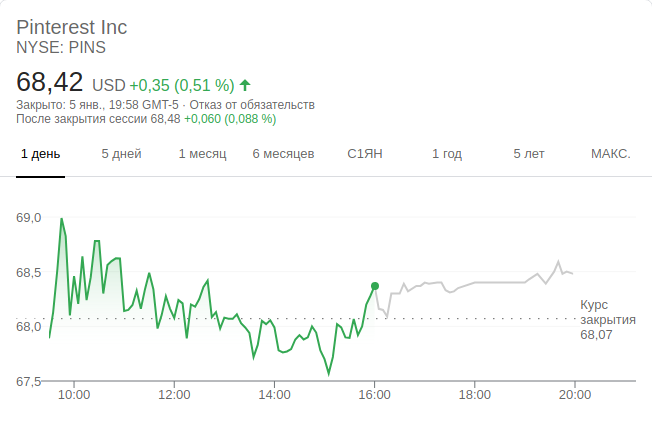 Pinterest Inc
NYSE: PINS
68,42 USD +0,35 (0,51 %)
Закрыто: 5 янв., 19:58 GMT-5 · Отказ от обязательств
После закрытия сессии 68,48 +0,060 (0,088 %)
1 день 5 дней 1 месяц 6 месяцев С1ЯН 1 год 5 лет МАКС.
69,0
68,5
68,0
67,5
Курс
закрытия
68,07
10:00 12:00 14:00 16:00 18:00 20:00